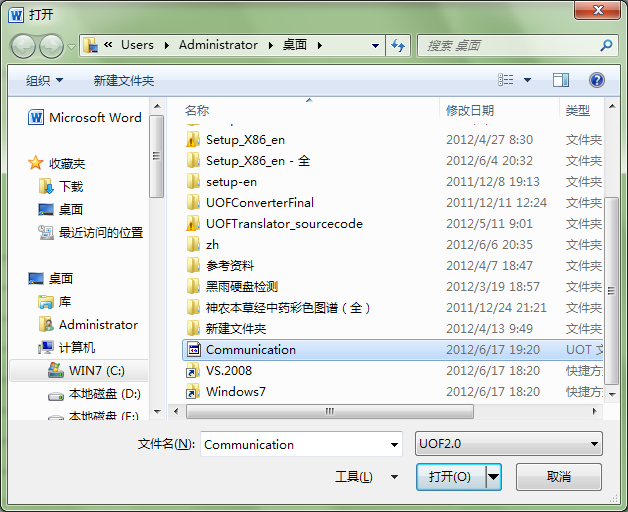 打开
« Users ▸ Administrator ▸ 桌面 ▸
搜索 桌面
组织 新建文件夹
Microsoft Word
收藏夹
下载
桌面
最近访问的位置
桌面
库
Administrator
计算机
WIN7 (C:)
本地磁盘 (D:)
本地磁盘 (E:)
名称 修改日期 类型
Setup_X86_en 2012/4/27 8:30 文件夹
Setup_X86_en - 全 2012/6/4 20:32 文件夹
setup-en 2011/12/8 19:13 文件夹
UOFConverterFinal 2011/12/11 12:24 文件夹
UOFTranslator_sourcecode 2012/5/11 9:01 文件夹
zh 2012/6/6 20:35 文件夹
参考资料 2012/4/7 18:47 文件夹
黑雨硬盘检测 2012/3/19 18:57 文件夹
神农本草经中药彩色图谱（全） 2011/12/24 21:21 文件夹
新建文件夹 2012/4/13 9:49 文件夹
Communication 2012/6/17 19:20 UOT 文
VS.2008 2012/6/17 18:20 快捷方
Windows7 2012/6/17 18:20 快捷方
文件名(N): Communication UOF2.0
工具(L) 打开(O) 取消